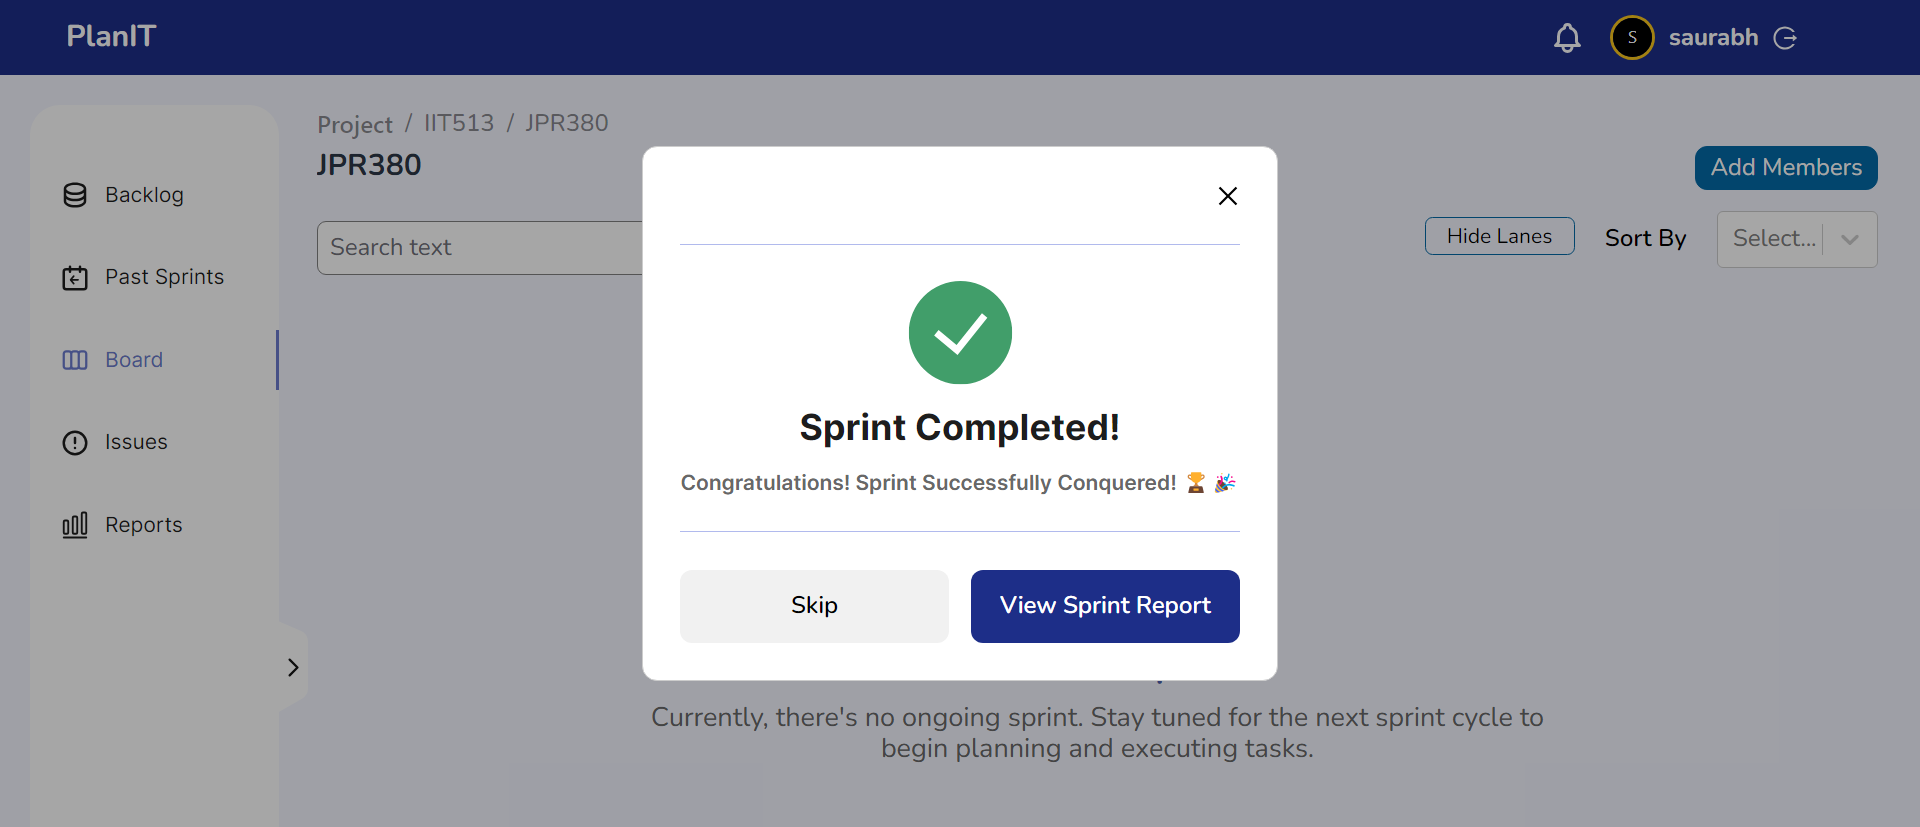 PlanIT
S
saurabh
Project / IIT513 / JPR380
JPR380
Add Members
Search text
Hide Lanes
Sort By
Select...
Backlog
Past Sprints
Board
Issues
Reports
Sprint Completed!
Congratulations! Sprint Successfully Conquered! 🏆 🎉
Skip
View Sprint Report
Currently, there's no ongoing sprint. Stay tuned for the next sprint cycle to
begin planning and executing tasks.